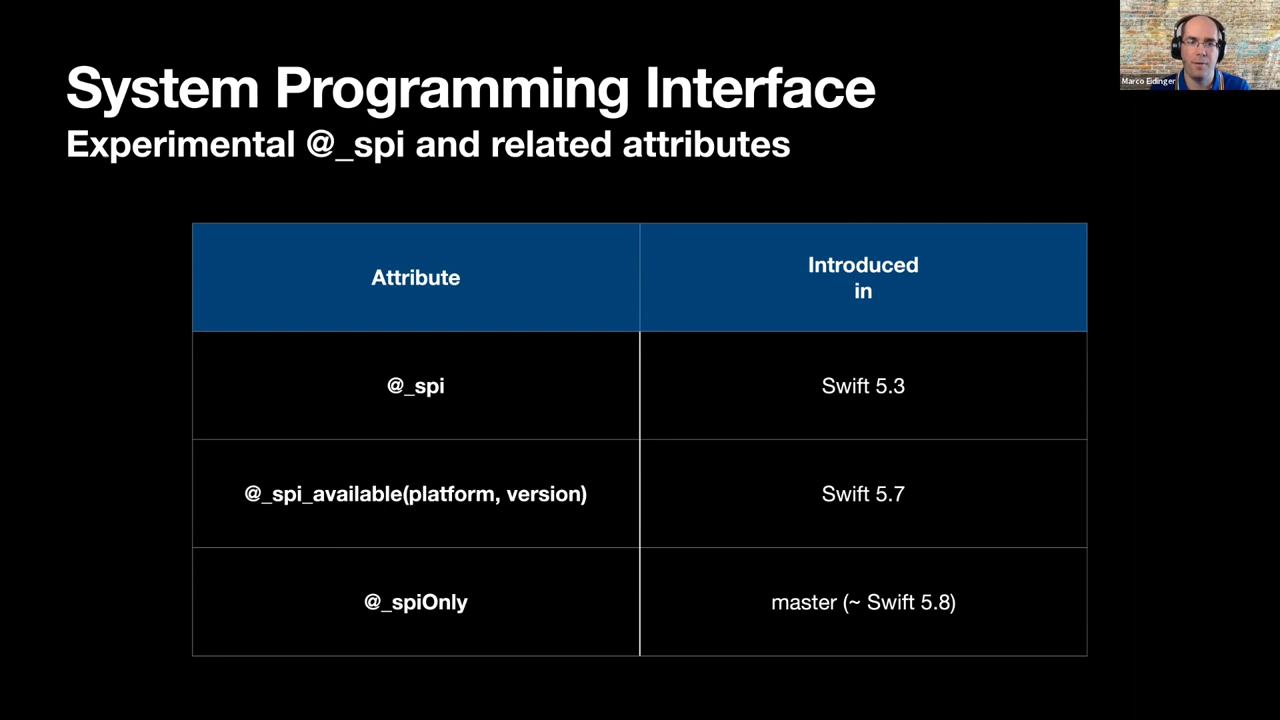 System Programming Interface
Experimental @_spi and related attributes
Marco Eidinger
Attribute
Introduced
in
@_spi
Swift 5.3
@_spi_available(platform, version)
Swift 5.7
@_spiOnly
master (~ Swift 5.8)